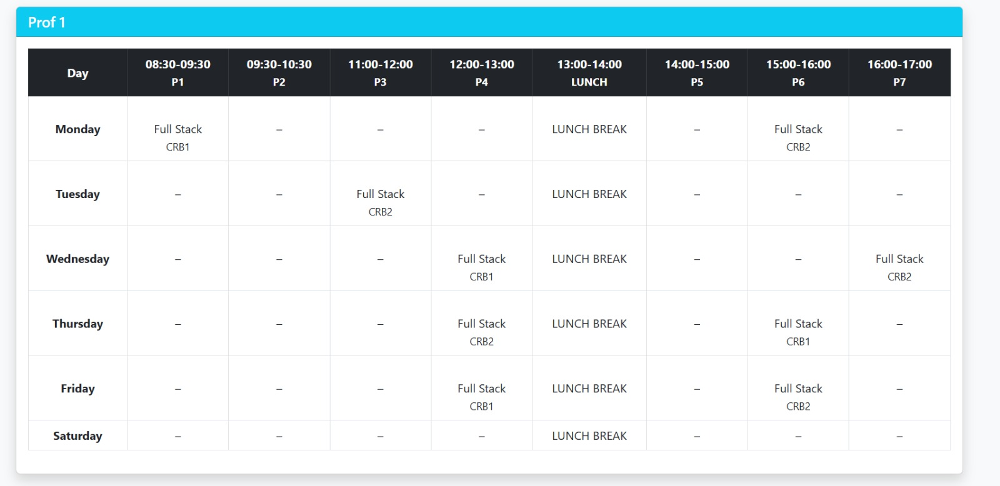 Prof 1
Day 08:30-09:30 09:30-10:30 11:00-12:00 12:00-13:00 13:00-14:00 14:00-15:00 15:00-16:00 16:00-17:00
P1 P2 P3 P4 LUNCH P5 P6 P7
Monday Full Stack – – – LUNCH BREAK – Full Stack –
CRB1 CRB2
Tuesday – – Full Stack – LUNCH BREAK – – –
CRB2
Wednesday – – – Full Stack LUNCH BREAK – – Full Stack
CRB1 CRB2
Thursday – – – Full Stack LUNCH BREAK – Full Stack –
CRB2 CRB1
Friday – – – Full Stack LUNCH BREAK – Full Stack –
CRB1 CRB2
Saturday – – – – LUNCH BREAK – – –